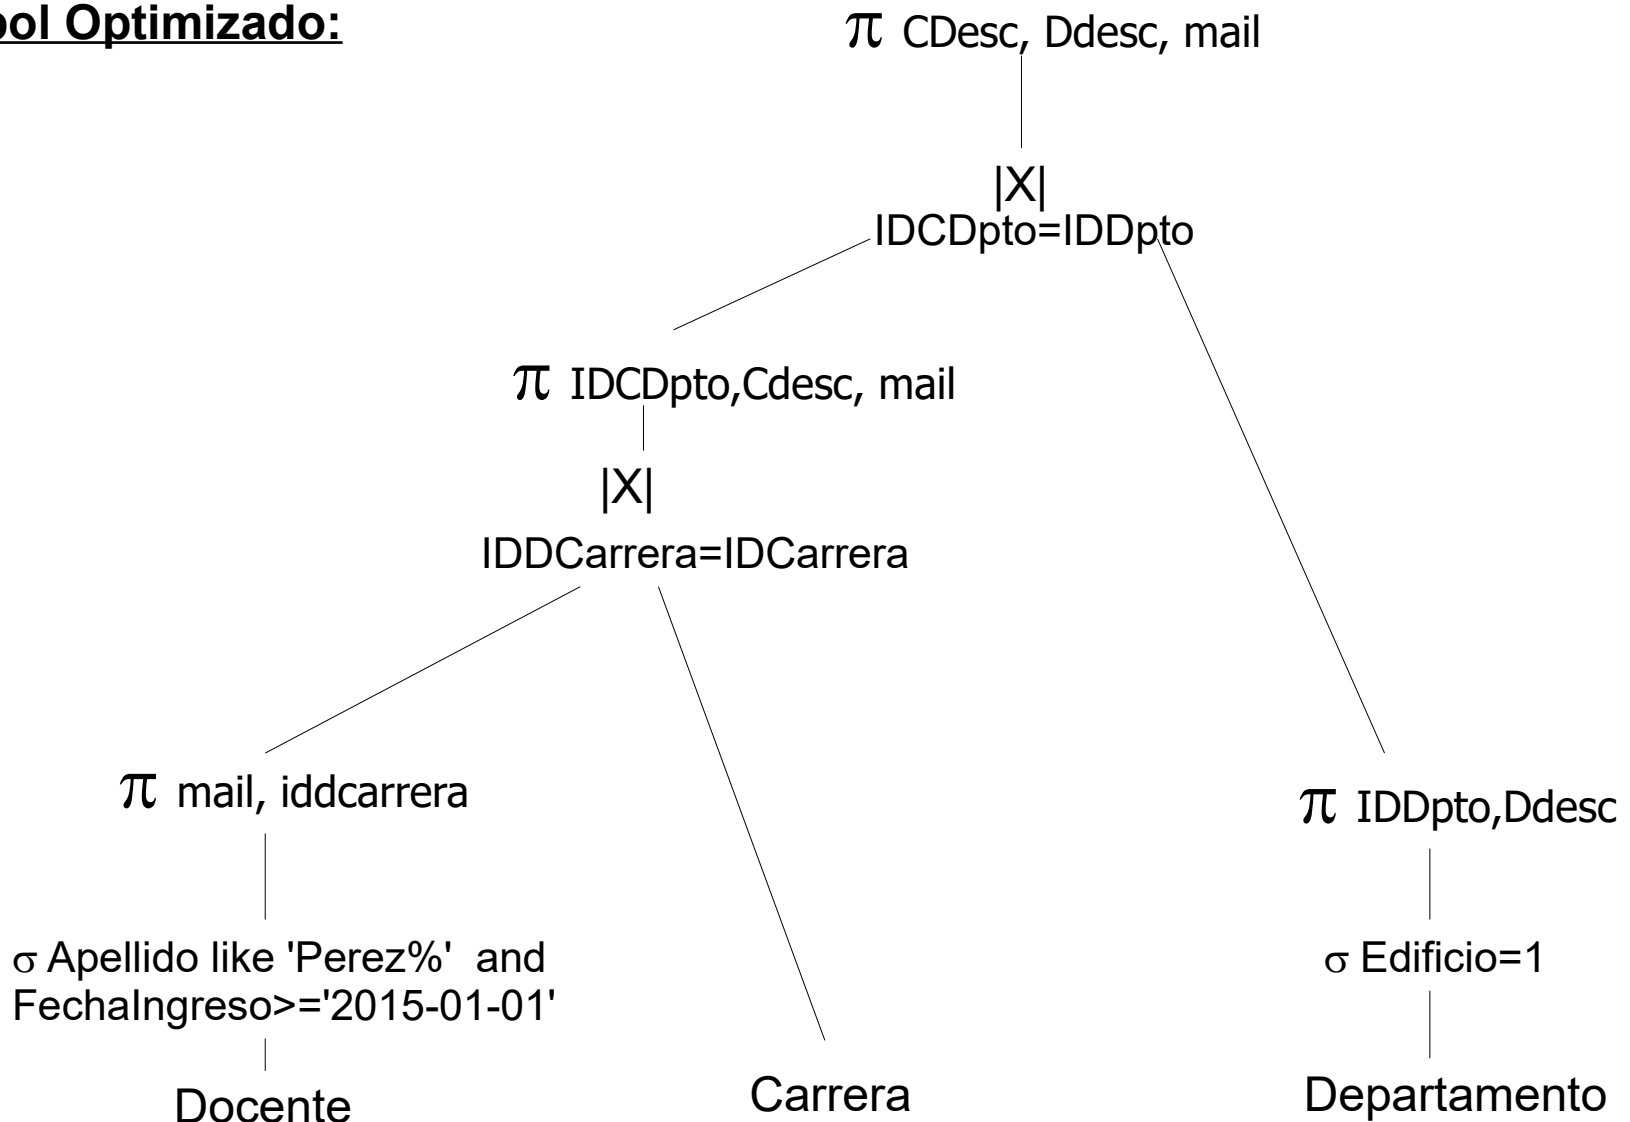 Optimizado:
π CDesc, Ddesc, mail
|X|
IDCDpto=IDDpto
π IDCDpto,Cdesc, mail
|X|
IDDCarrera=IDCarrera
π mail, iddcarrera
π IDDpto,Ddesc
σ Apellido like 'Perez%' and
FechaIngreso>='2015-01-01'
σ Edificio=1
Docente
Carrera
Departamento